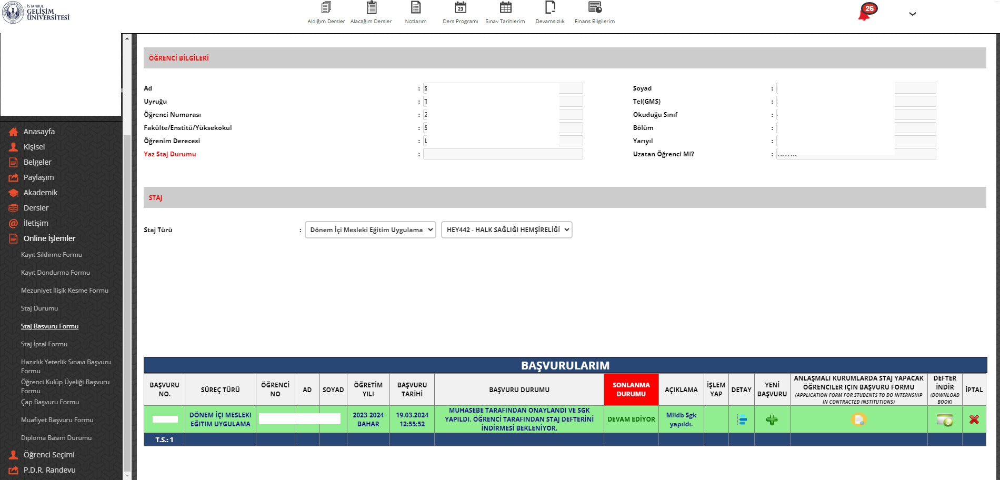 İSTANBUL
GELİŞİM
ÜNİVERSİTESİ
Aldığım Dersler
Alacağım Dersler
Notlarım
23
Ders Programı
Sınav Tarihlerim
Devamsızlık
Finans Bilgilerim
26
Anasayfa
Kişisel
Belgeler
Paylaşım
Akademik
Dersler
İletişim
Online İşlemler
Kayıt Sildirme Formu
Kayıt Dondurma Formu
Mezuniyet İlişik Kesme Formu
Staj Durumu
Staj Basvuru Formu
Staj İptal Formu
Hazırlık Yeterlik Sınavı Başvuru
Formu
Öğrenci Kulüp Üyeliği Başvuru
Formu
Çap Başvuru Formu
Muafiyet Başvuru Formu
Diploma Basım Durumu
Öğrenci Seçimi
P.D.R. Randevu
ÖĞRENCİ BİLGİLERİ
Ad : S
Soyad :
Uyruğu : T
Tel(GMS) :
Öğrenci Numarası : 2
Okuduğu Sınıf :
Fakülte/Enstitü/Yüksekokul : S
Bölüm :
Öğrenim Derecesi : L
Yarıyıl :
Yaz Staj Durumu :
Uzatan Öğrenci Mi? :
STAJ
Staj Türü : Dönem İçi Mesleki Eğitim Uygulama HEY442 - HALK SAĞLIĞI HEMŞİRELİĞİ
BAŞVURULARIM
BAŞVURU
NO.
SÜREÇ TÜRÜ
ÖĞRENCİ
NO
AD
SOYAD
ÖĞRETİM
YILI
BAŞVURU
TARİHİ
BAŞVURU DURUMU
SONLANMA
DURUMU
AÇIKLAMA
İŞLEM
YAP
DETAY
YENİ
BAŞVURU
ANLAŞMALI KURUMLARDA STAJ YAPACAK
ÖĞRENCİLER IÇIN BAŞVURU FORMU
(APPLICATION FORM FOR STUDENTS TO DO INTERNSHIP
IN CONTRACTED INSTITUTIONS)
DEFTER
İNDİR
(DOWNLOAD
BOOK)
İPTAL
DÖNEM İÇI MESLEKI
EĞITIM UYGULAMA
2023-2024
BAHAR
19.03.2024
12:55:52
MUHASEBE TARAFINDAN ONAYLANDI VE SGK
YAPILDI. ÖĞRENCİ TARAFINDAN STAJ DEFTERİNİ
İNDİRMESİ BEKLENİYOR.
DEVAM EDİYOR
Miidb Sgk
yapıldı.
T.S.: 1